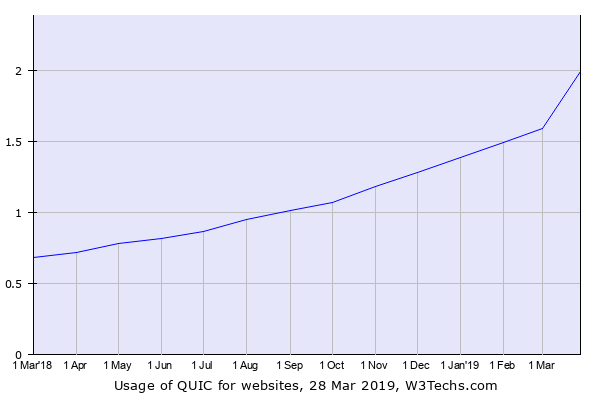 2
1.5
1
0.5
0
1 Mar'18 1 Apr 1 May 1 Jun 1 Jul 1 Aug 1 Sep 1 Oct 1 Nov 1 Dec 1 Jan'19 1 Feb 1 Mar
Usage of QUIC for websites, 28 Mar 2019, W3Techs.com